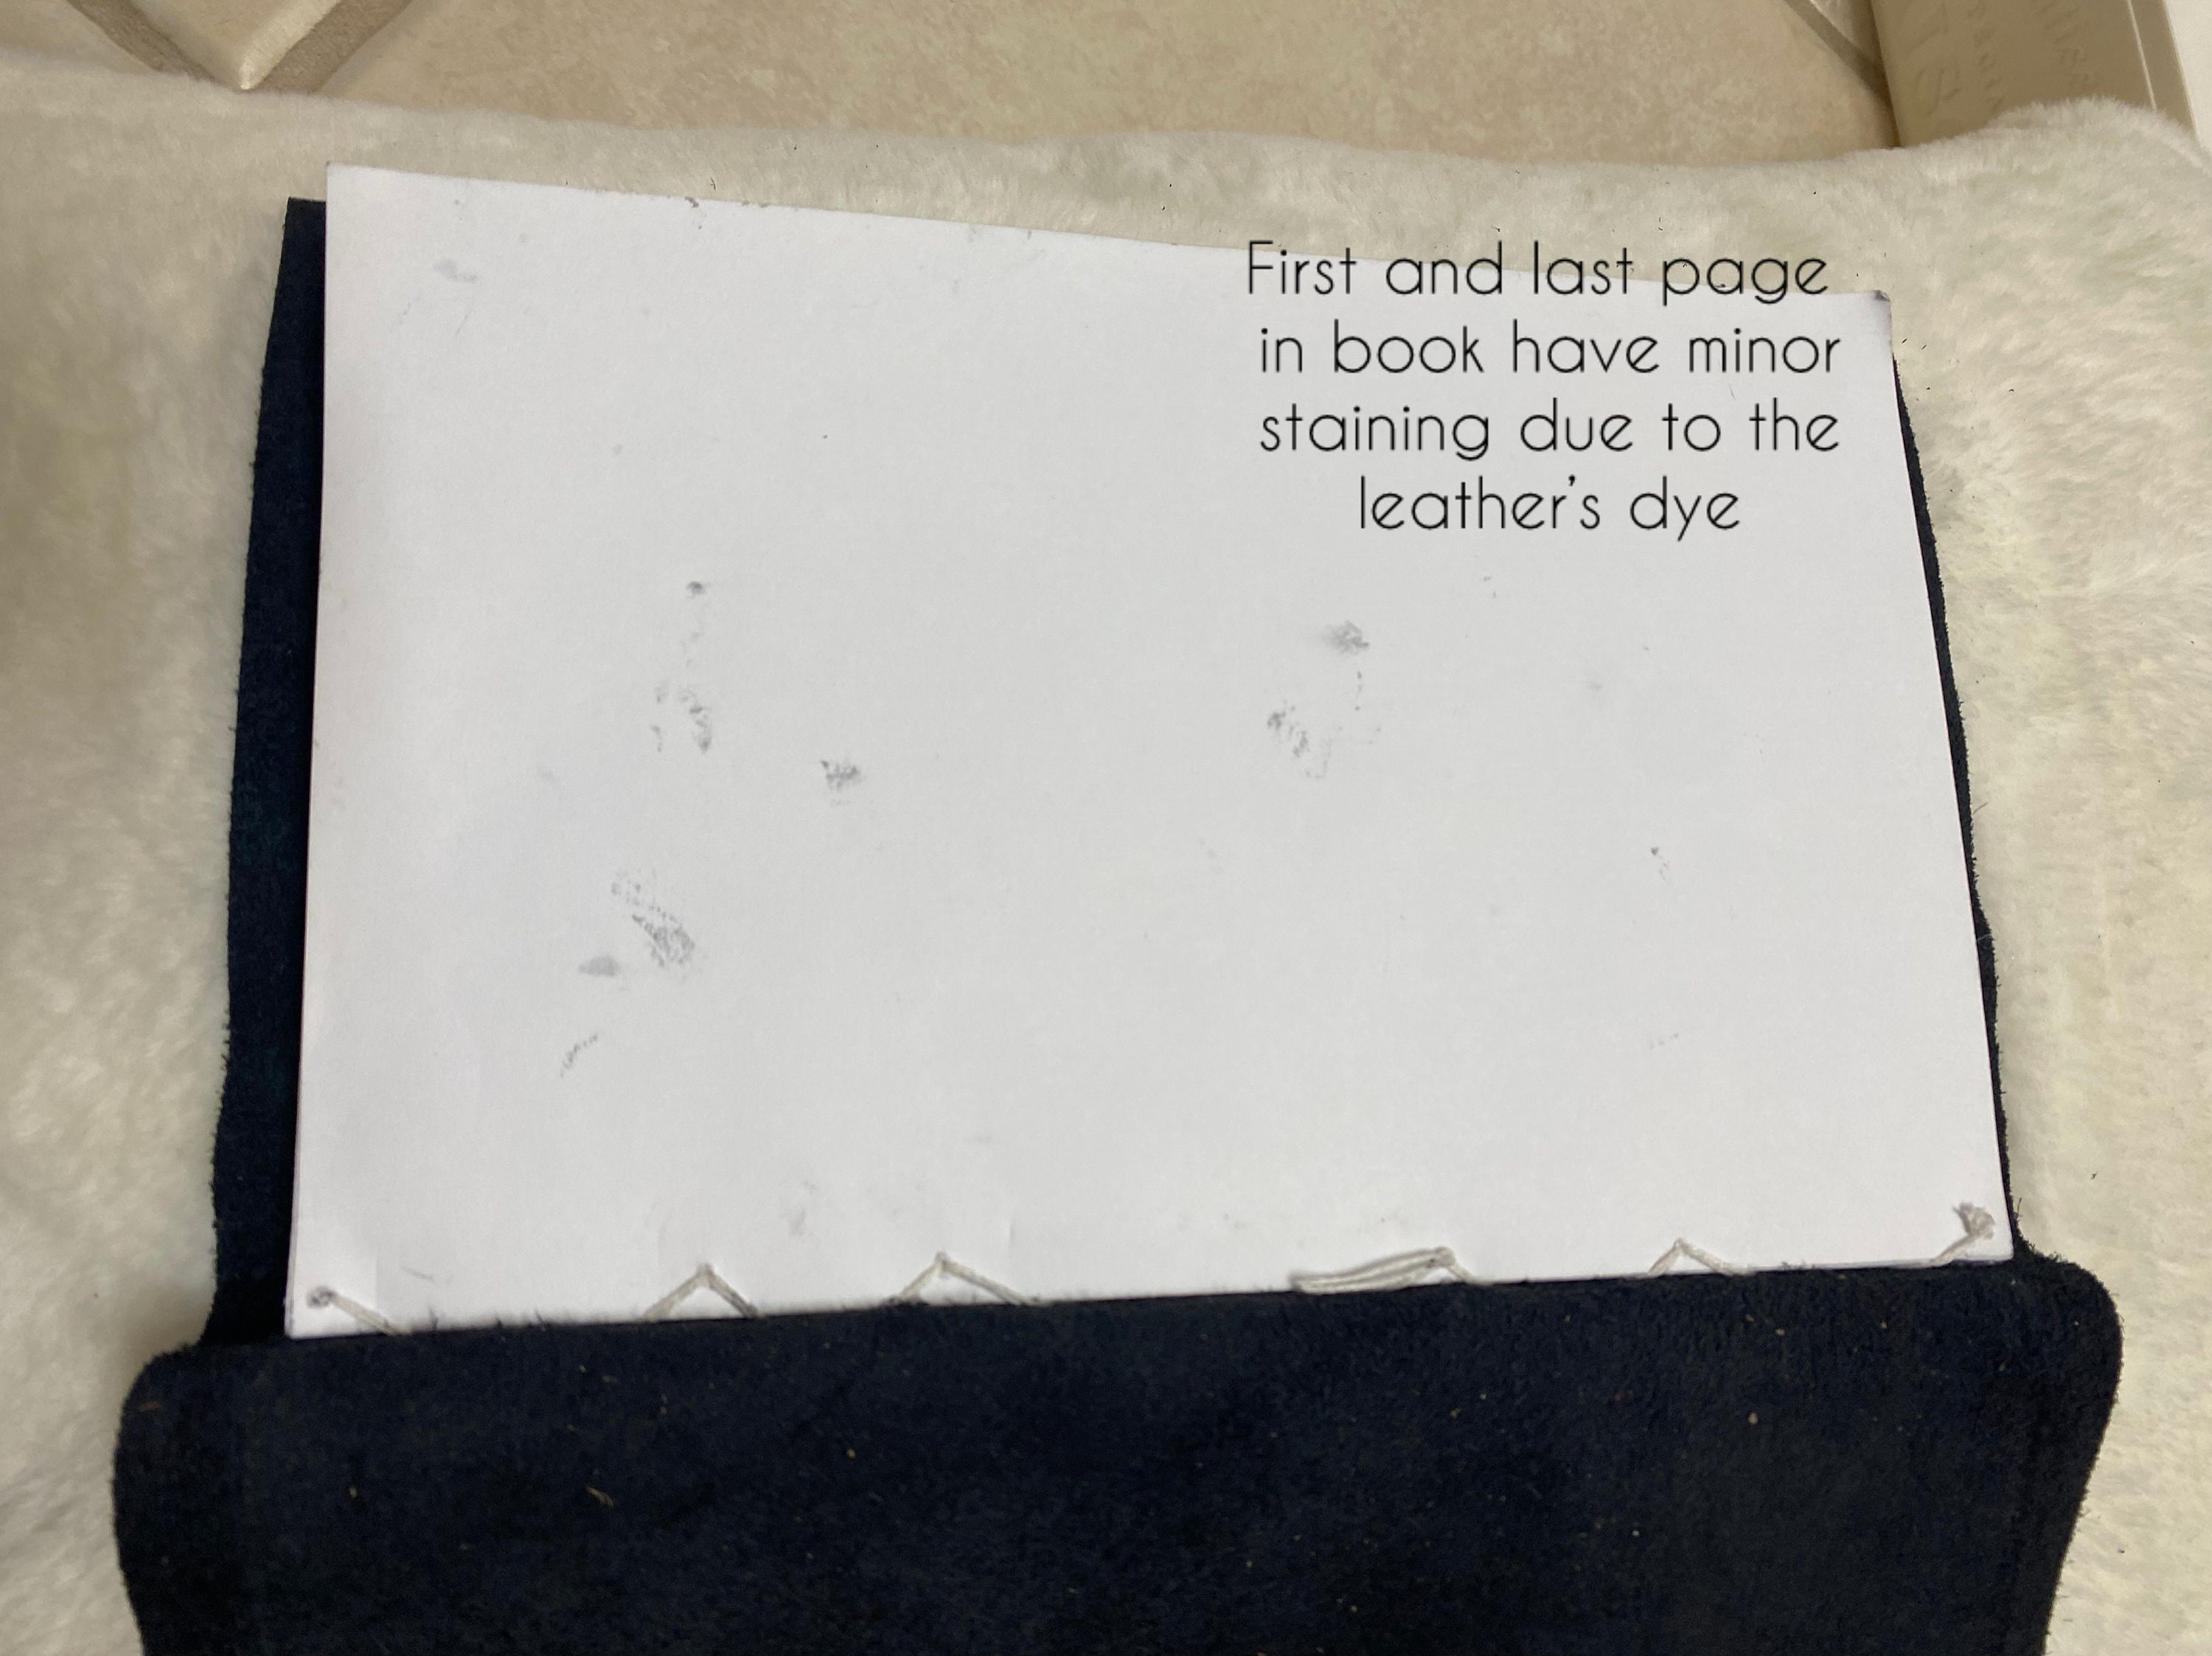 First and last page
in book have minor
staining due to the
leather's dye